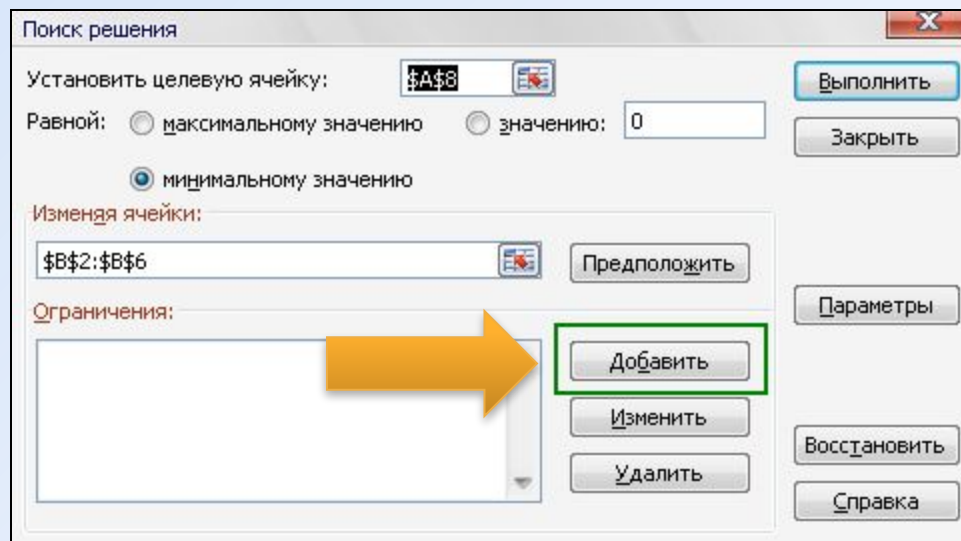 Поиск решения
Установить целевую ячейку: $A$8
Выполнить
Равной: максимальному значению значению: 0
Закрыть
минимальному значению
Изменяя ячейки:
$B$2:$B$6 Предположить
Ограничения:
Параметры
Добавить
Изменить
Восстановить
Удалить
Справка